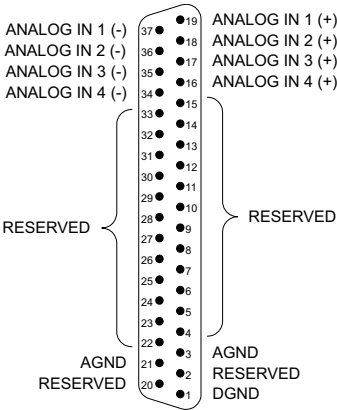 ANALOG IN 1 (-)
ANALOG IN 2 (-)
ANALOG IN 3 (-)
ANALOG IN 4 (-)
RESERVED
AGND
RESERVED
37
36
35
34
33
32
31
30
29
28
27
26
25
24
23
22
21
20
19
18
17
16
15
14
13
12
11
10
9
8
7
6
5
4
3
2
1
ANALOG IN 1 (+)
ANALOG IN 2 (+)
ANALOG IN 3 (+)
ANALOG IN 4 (+)
RESERVED
AGND
RESERVED
DGND